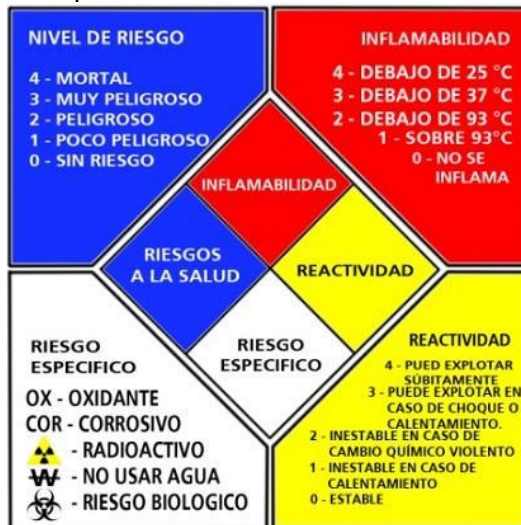 NIVEL DE RIESGO
4 - MORTAL
3 - MUY PELIGROSO
2 - PELIGROSO
1 - POCO PELIGROSO
0 - SIN RIESGO
INFLAMABILIDAD
4 - DEBAJO DE 25 °C
3 - DEBAJO DE 37 °C
2 - DEBAJO DE 93 °C
1 - SOBRE 93°C
0 - NO SE
INFLAMA
INFLAMABILIDAD
RIESGOS
A LA SALUD
REACTIVIDAD
RIESGO
ESPECIFICO
RIESGO
ESPECIFICO
OX - OXIDANTE
COR - CORROSIVO
- RADIOACTIVO
W - NO USAR AGUA
- RIESGO BIOLOGICO
REACTIVIDAD
4 - PUED EXPLOTAR
SÚBITAMENTE
3 - PUEDE EXPLOTAR EN
CASO DE CHOQUE O
CALENTAMIENTO.
2 - INESTABLE EN CASO DE
CAMBIO QUÍMICO VIOLENTO
1 - INESTABLE EN CASO DE
CALENTAMIENTO
0 - ESTABLE